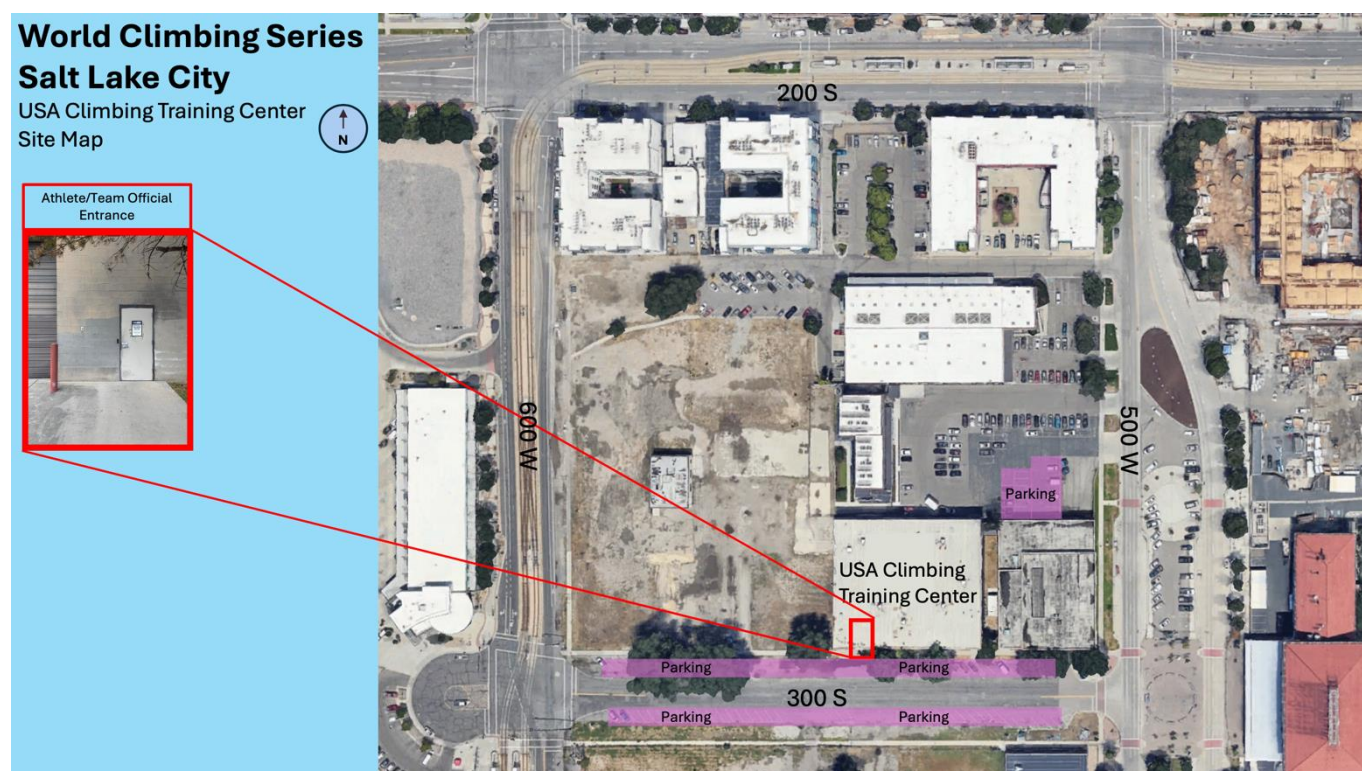 World Climbing Series
Salt Lake City
USA Climbing Training Center
Site Map
N
Athlete/Team Official
Entrance
200 S
600 W
500 W
Parking
USA Climbing
Training Center
Parking
Parking
300 S
Parking
Parking